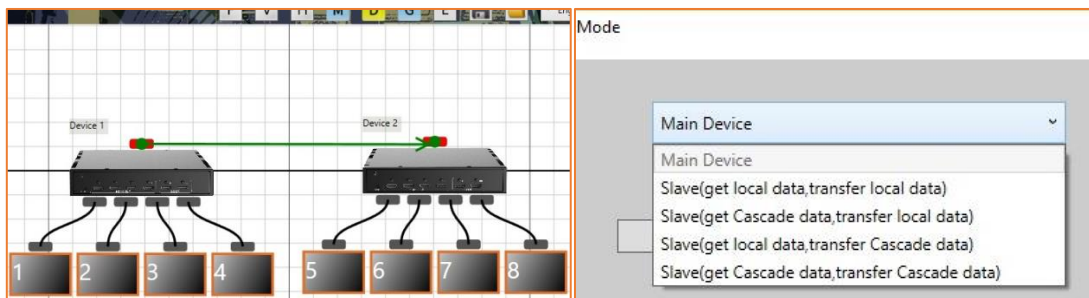 Device 1
Device 2
1
2
3
4
5
6
7
8
Mode
Main Device
Main Device
Slave(get local data,transfer local data)
Slave(get Cascade data,transfer local data)
Slave(get local data,transfer Cascade data)
Slave(get Cascade data,transfer Cascade data)